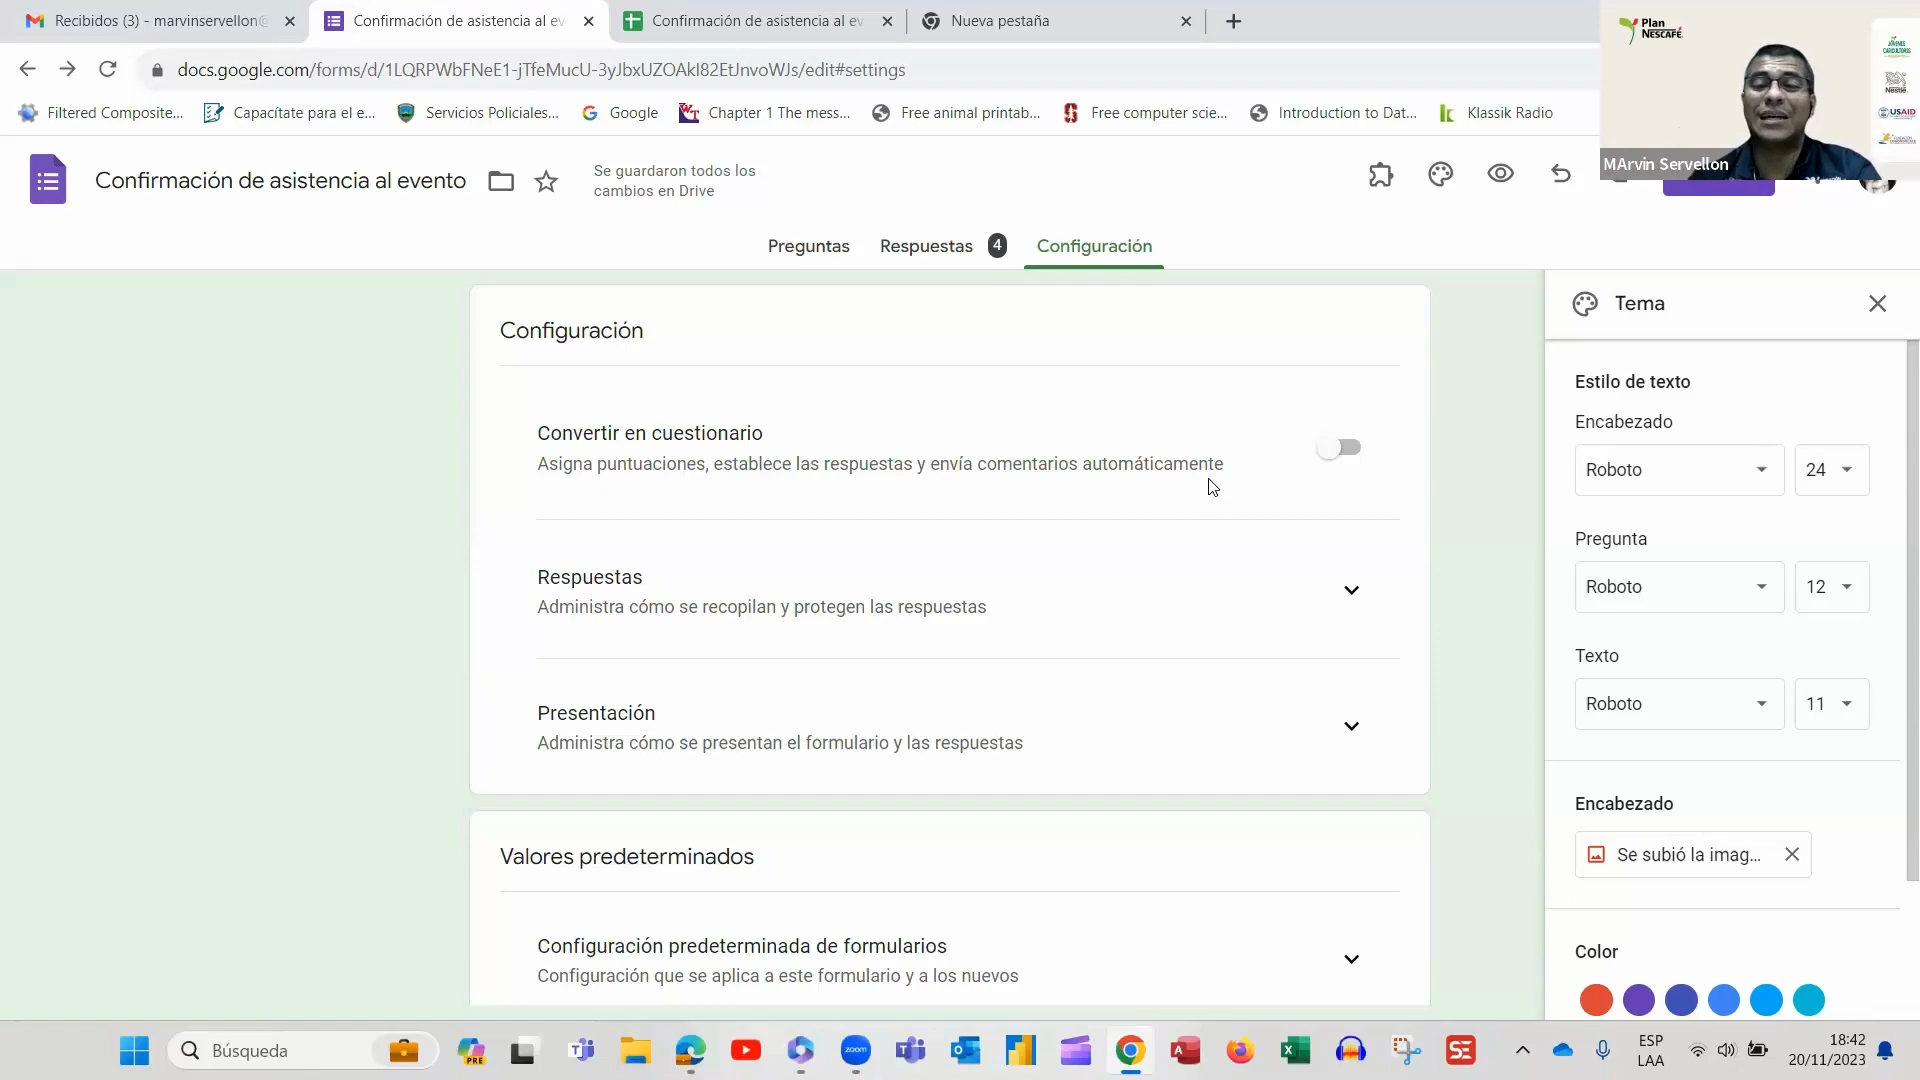 Recibidos (3) - marvinservellon@
Confirmación de asistencia al ev
Confirmación de asistencia al ev
Nueva pestaña
docs.google.com/forms/d/1LQRPWbFNeE1-jTfeMucU-3yJbxUZOAkI82EtJnvoWJs/edit#settings
Filtered Composite...
Capacítate para el e...
Servicios Policiales...
Google
Chapter 1 The mess...
Free animal printab...
Free computer scie...
Introduction to Dat...
Klassik Radio
Plan
NESCAFÉ
JÓVENES
CAFICULTORES
Nestlé
USAID
MArvin Servellon
Confirmación de asistencia al evento
Se guardaron todos los
cambios en Drive
Preguntas
Respuestas 4
Configuración
Configuración
Convertir en cuestionario
Asigna puntuaciones, establece las respuestas y envía comentarios automáticamente
Respuestas
Administra cómo se recopilan y protegen las respuestas
Presentación
Administra cómo se presentan el formulario y las respuestas
Valores predeterminados
Configuración predeterminada de formularios
Configuración que se aplica a este formulario y a los nuevos
Tema
Estilo de texto
Encabezado
Roboto 24
Pregunta
Roboto 12
Texto
Roboto 11
Encabezado
Se subió la imag...
Color
Búsqueda
PRE
zoom
SE
ESP
LAA
18:42
20/11/2023